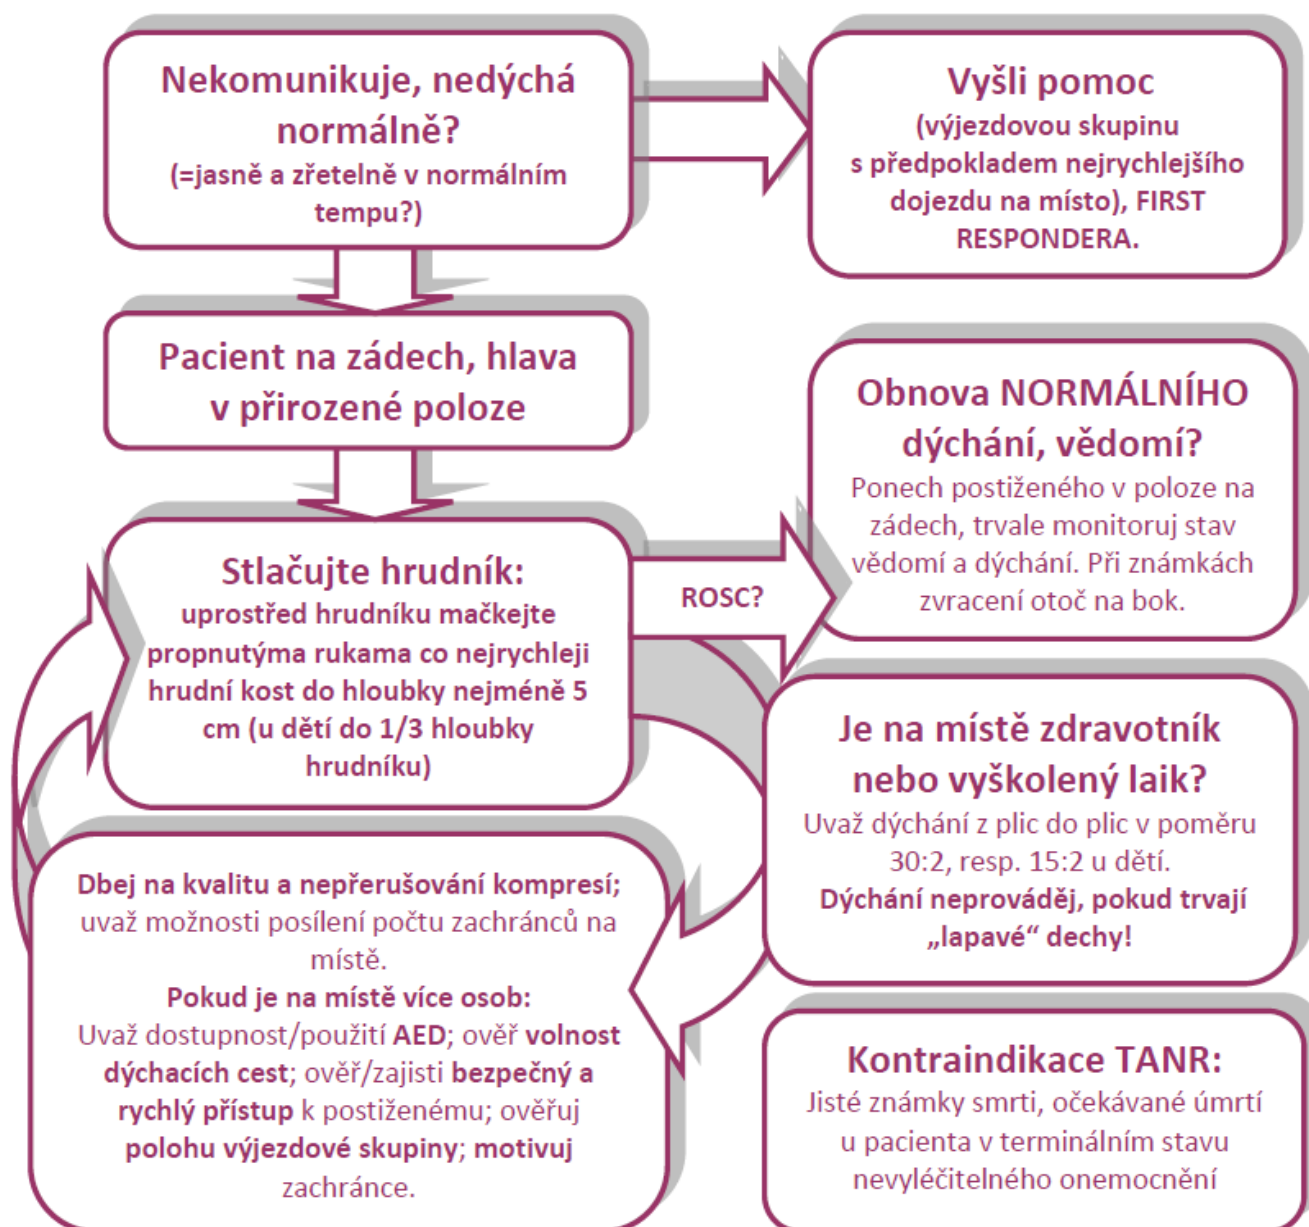 Nekomunikuje, nedýchá
normálně?
(=jasně a zřetelně v normálním
tempu?)
Vyšli pomoc
(výjezdovou skupinu
s předpokladem nejrychlejšího
dojezdu na místo), FIRST
RESPONDERA.
Pacient na zádech, hlava
v přirozené poloze
Stlačujte hrudník:
uprostřed hrudníku mačkejte
propnutýma rukama co nejrychleji
hrudní kost do hloubky nejméně 5
cm (u dětí do 1/3 hloubky
hrudníku)
ROSC?
Obnova NORMÁLNÍHO
dýchání, vědomí?
Ponech postiženého v poloze na
zádech, trvale monitoruj stav
vědomí a dýchání. Při známkách
zvracení otoč na bok.
Je na místě zdravotník
nebo vyškolený laik?
Uvaž dýchání z plic do plic v poměru
30:2, resp. 15:2 u dětí.
Dýchání neprováděj, pokud trvají
„lapavé“ dechy!
Dbej na kvalitu a nepřerušování kompresí;
uvaž možnosti posílení počtu zachránců na
místě.
Pokud je na místě více osob:
Uvaž dostupnost/použití AED; ověř volnost
dýchacích cest; ověř/zajisti bezpečný a
rychlý přístup k postiženému; ověřuj
polohu výjezdové skupiny; motivuj
zachránce.
Kontraindikace TANR:
Jisté známky smrti, očekávané úmrtí
u pacienta v terminálním stavu
nevyléčitelného onemocnění